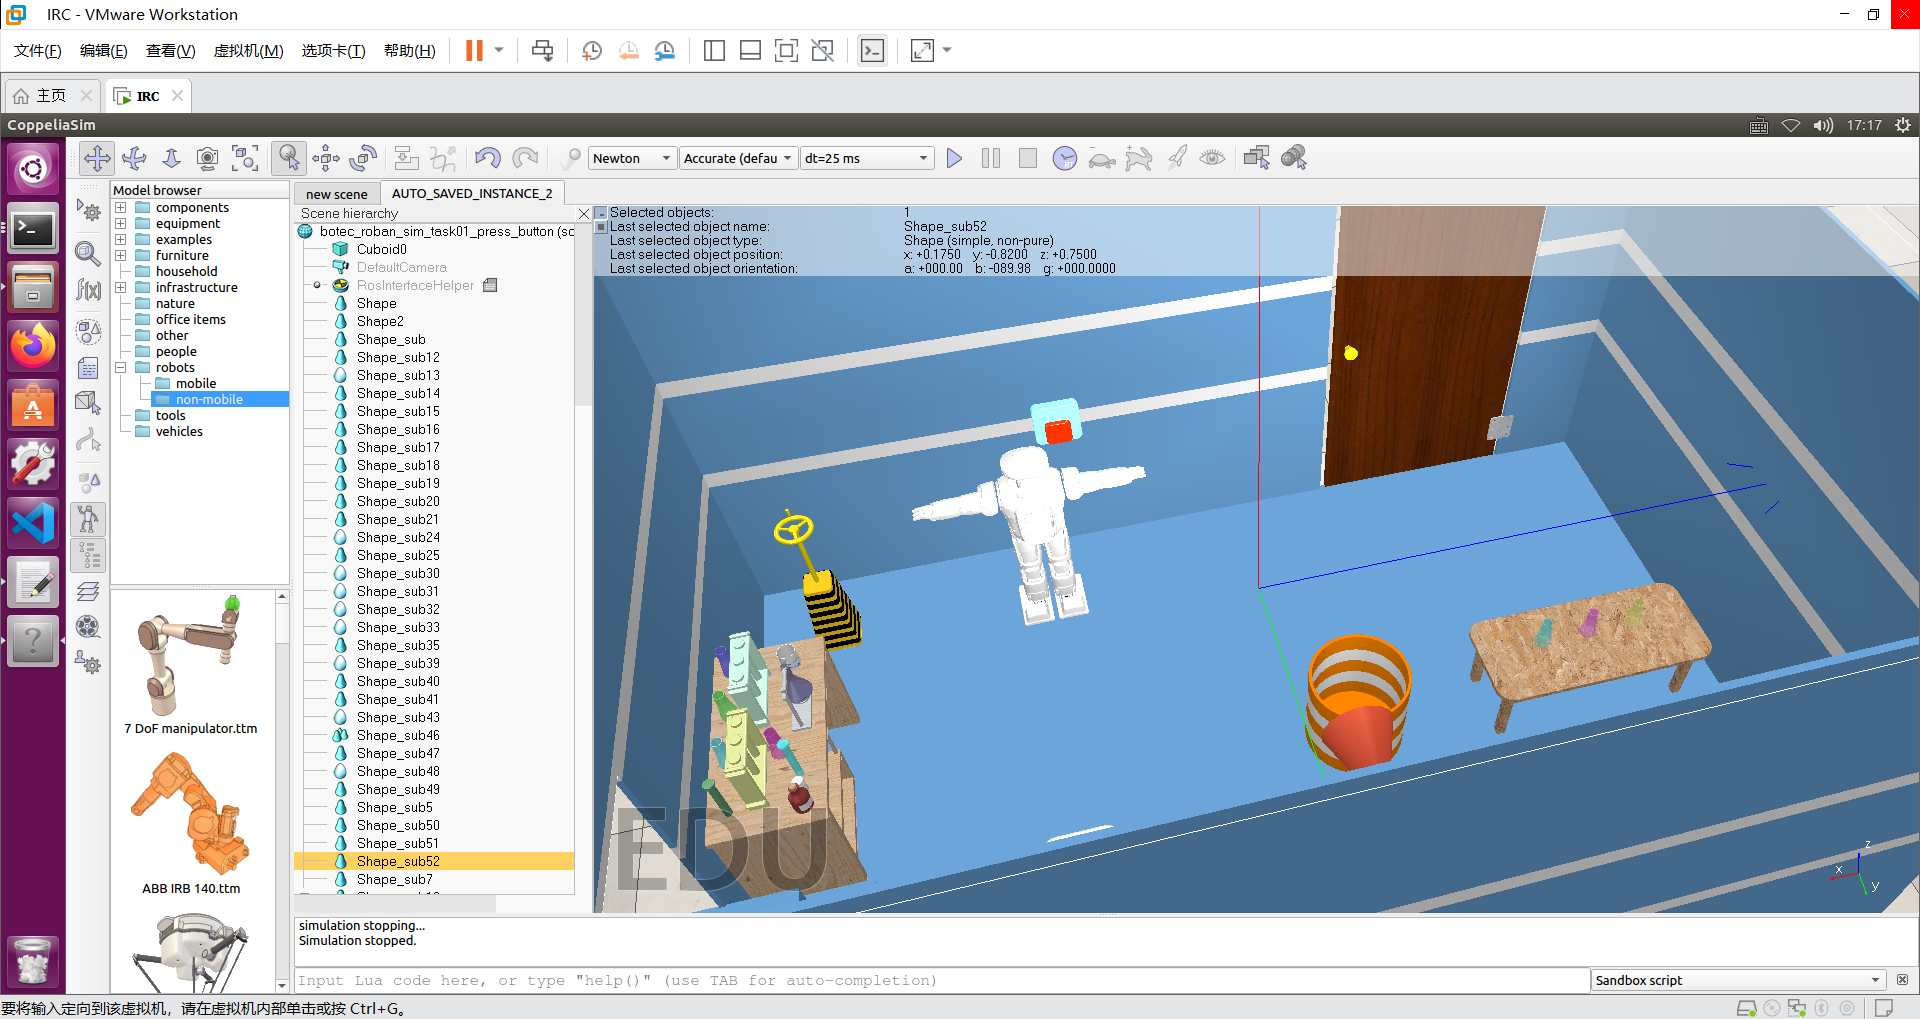 IRC - VMware Workstation
文件(F) 编辑(E) 查看(V) 虚拟机(M) 选项卡(T) 帮助(H)
主页 IRC
CoppeliaSim
17:17
Newton Accurate (defau dt=25 ms
Model browser
components
equipment
examples
furniture
household
infrastructure
nature
office items
other
people
robots
mobile
non-mobile
tools
vehicles
7 DoF manipulator.ttm
ABB IRB 140.ttm
new scene AUTO_SAVED_INSTANCE_2
Scene hierarchy
botec_roban_sim_task01_press_button (sc
Cuboid0
DefaultCamera
RosInterfaceHelper
Shape
Shape2
Shape_sub
Shape_sub12
Shape_sub13
Shape_sub14
Shape_sub15
Shape_sub16
Shape_sub17
Shape_sub18
Shape_sub19
Shape_sub20
Shape_sub21
Shape_sub24
Shape_sub25
Shape_sub30
Shape_sub31
Shape_sub32
Shape_sub33
Shape_sub35
Shape_sub39
Shape_sub40
Shape_sub41
Shape_sub43
Shape_sub46
Shape_sub47
Shape_sub48
Shape_sub49
Shape_sub5
Shape_sub50
Shape_sub51
Shape_sub52
Shape_sub7
Selected objects: 1
Last selected object name: Shape_sub52
Last selected object type: Shape (simple, non-pure)
Last selected object position: x: +0.1750 y: -0.8200 z: +0.7500
Last selected object orientation: a: +000.00 b: -089.98 g: +000.0000
EDU
z
x
y
simulation stopping...
Simulation stopped.
Input Lua code here, or type "help()" (use TAB for auto-completion)
Sandbox script
要将输入定向到该虚拟机，请在虚拟机内部单击或按 Ctrl+G。